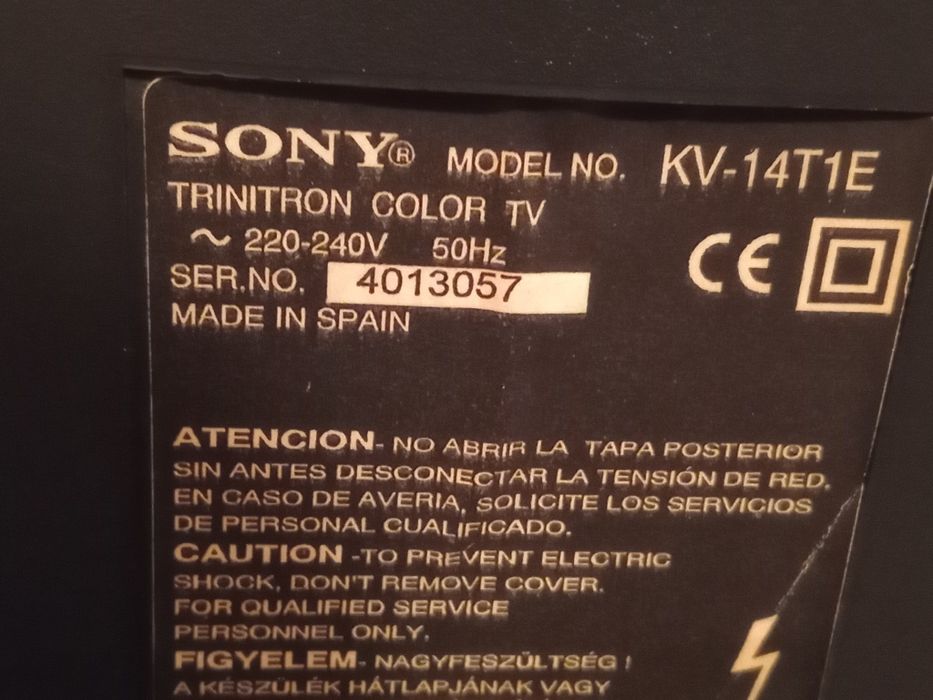 SONY® MODEL NO. KV-14T1E
TRINITRON COLOR TV
~ 220-240V 50Hz
SER.NO. 4013057
MADE IN SPAIN
CE
ATENCION- NO ABRIR LA TAPA POSTERIOR
SIN ANTES DESCONECTAR LA TENSIÓN DE RED.
EN CASO DE AVERIA, SOLICITE LOS SERVICIOS
DE PERSONAL CUALIFICADO.
CAUTION -TO PREVENT ELECTRIC
SHOCK, DON'T REMOVE COVER.
FOR QUALIFIED SERVICE
PERSONNEL ONLY.
FIGYELEM- NAGYFESZÜLTSÉG !
A KÉSZÜLÉK HÁTLAPJÁNAK VAGY